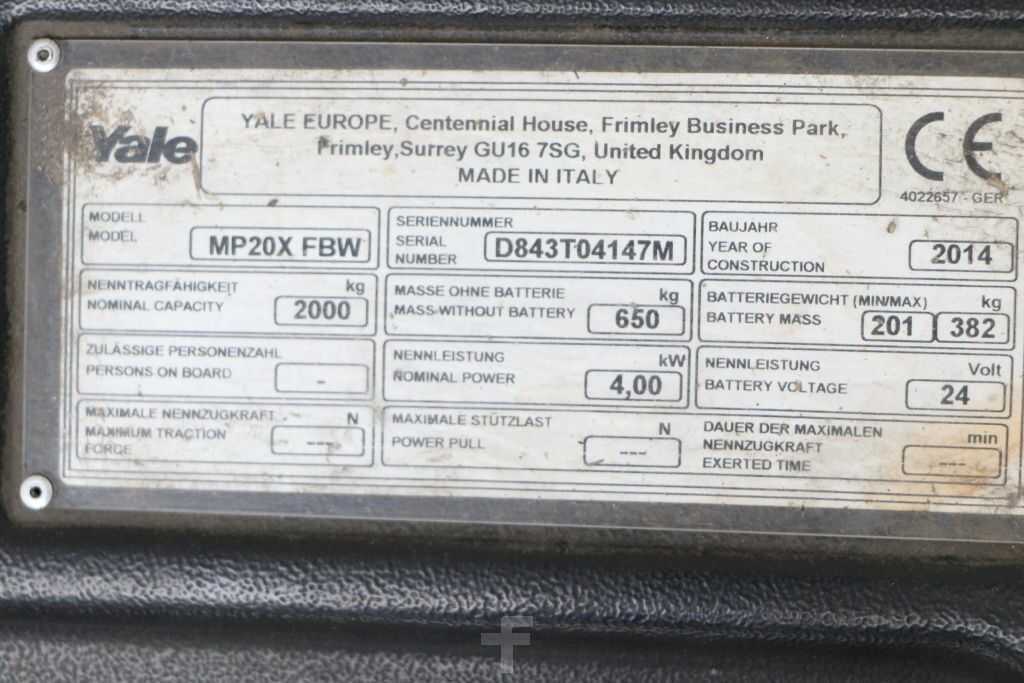 Yale
YALE EUROPE, Centennial House, Frimley Business Park,
Frimley,Surrey GU16 7SG, United Kingdom
MADE IN ITALY
CE
4022657 - GER
MODELL
MODEL
MP20X FBW
SERIENNUMMER
SERIAL
NUMBER
D843T04147M
BAUJAHR
YEAR OF
CONSTRUCTION
2014
NENNTRAGFÄHIGKEIT kg
NOMINAL CAPACITY
2000
MASSE OHNE BATTERIE kg
MASS WITHOUT BATTERY
650
BATTERIEGEWICHT (MIN/MAX) kg
BATTERY MASS
201 382
ZULÄSSIGE PERSONENZAHL
PERSONS ON BOARD
-
NENNLEISTUNG kW
NOMINAL POWER
4,00
NENNLEISTUNG Volt
BATTERY VOLTAGE
24
MAXIMALE NENNZUGKRAFT N
MAXIMUM TRACTION
FORCE
---
MAXIMALE STÜTZLAST N
POWER PULL
---
DAUER DER MAXIMALEN min
NENNZUGKRAFT
EXERTED TIME
---